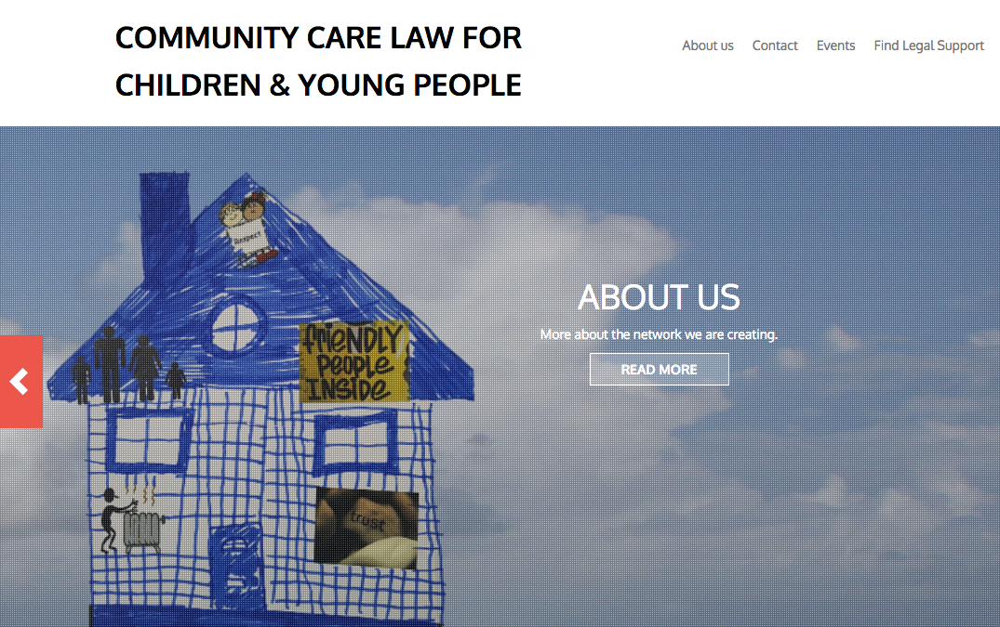 COMMUNITY CARE LAW FOR
CHILDREN & YOUNG PEOPLE
About us Contact Events Find Legal Support
Respect
friENDLY
PEOPLE
INSIDE
trust
ABOUT US
More about the network we are creating.
READ MORE